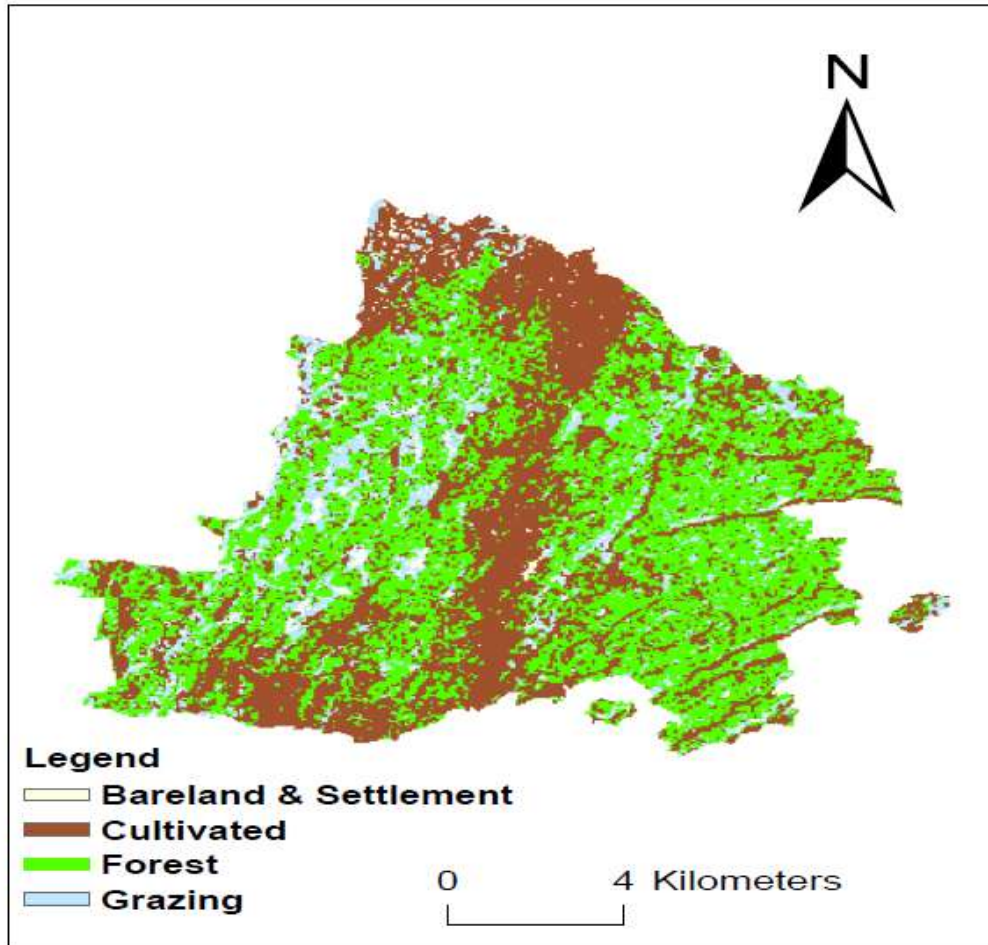 N
Legend
Bareland & Settlement
Cultivated
Forest
Grazing
0 4 Kilometers